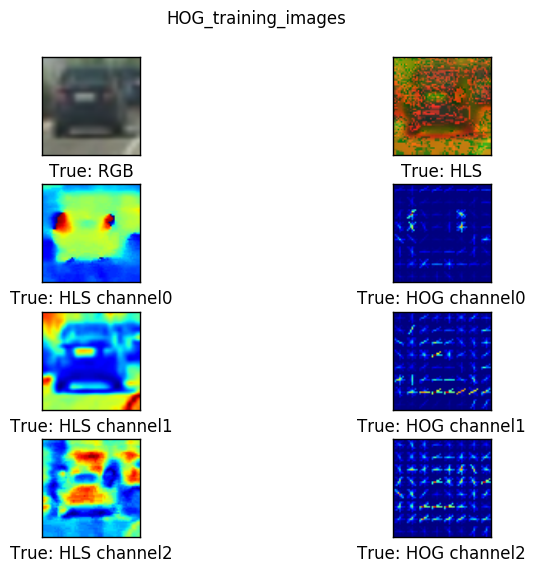 HOG_training_images
True: RGB
True: HLS
True: HLS channel0
True: HOG channel0
True: HLS channel1
True: HOG channel1
True: HLS channel2
True: HOG channel2